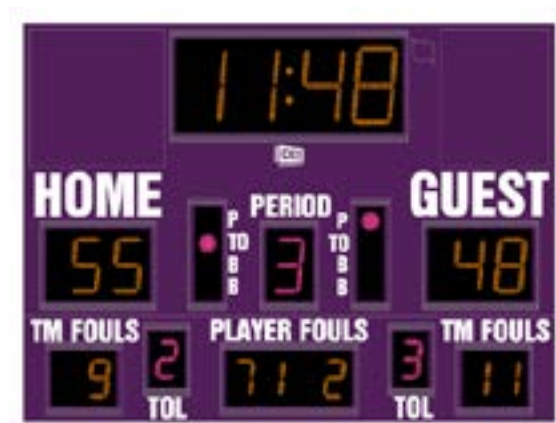 11:48
HOME PERIOD GUEST
P TO B B P TO B B
55 3 48
TM FOULS PLAYER FOULS TM FOULS
9 2 71 2 3 11
TOL TOL